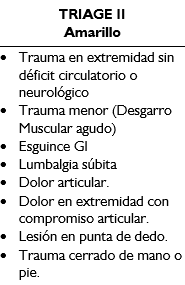 TRIAGE II
Amarillo
• Trauma en extremidad sin
déficit circulatorio o
neurológico
• Trauma menor (Desgarro
Muscular agudo)
• Esguince GI
• Lumbalgia súbita
• Dolor articular.
• Dolor en extremidad con
compromiso articular.
• Lesión en punta de dedo.
• Trauma cerrado de mano o
pie.